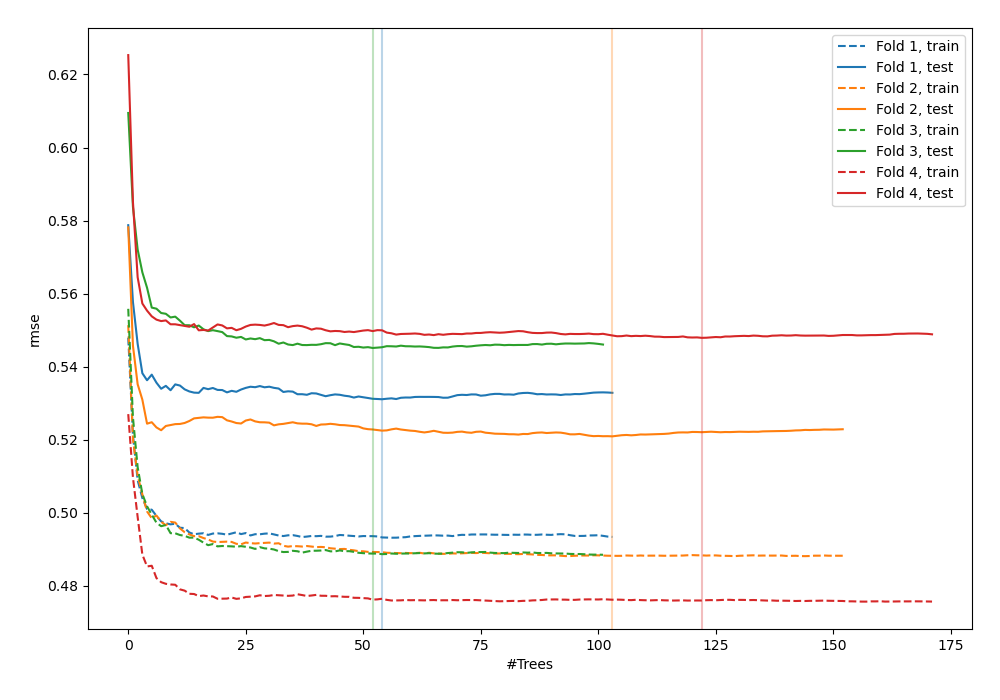 Fold 1, train
Fold 1, test
Fold 2, train
Fold 2, test
Fold 3, train
Fold 3, test
Fold 4, train
Fold 4, test
0.62
0.60
0.58
0.56
0.54
0.52
0.50
0.48
rmse
0 25 50 75 100 125 150 175
#Trees